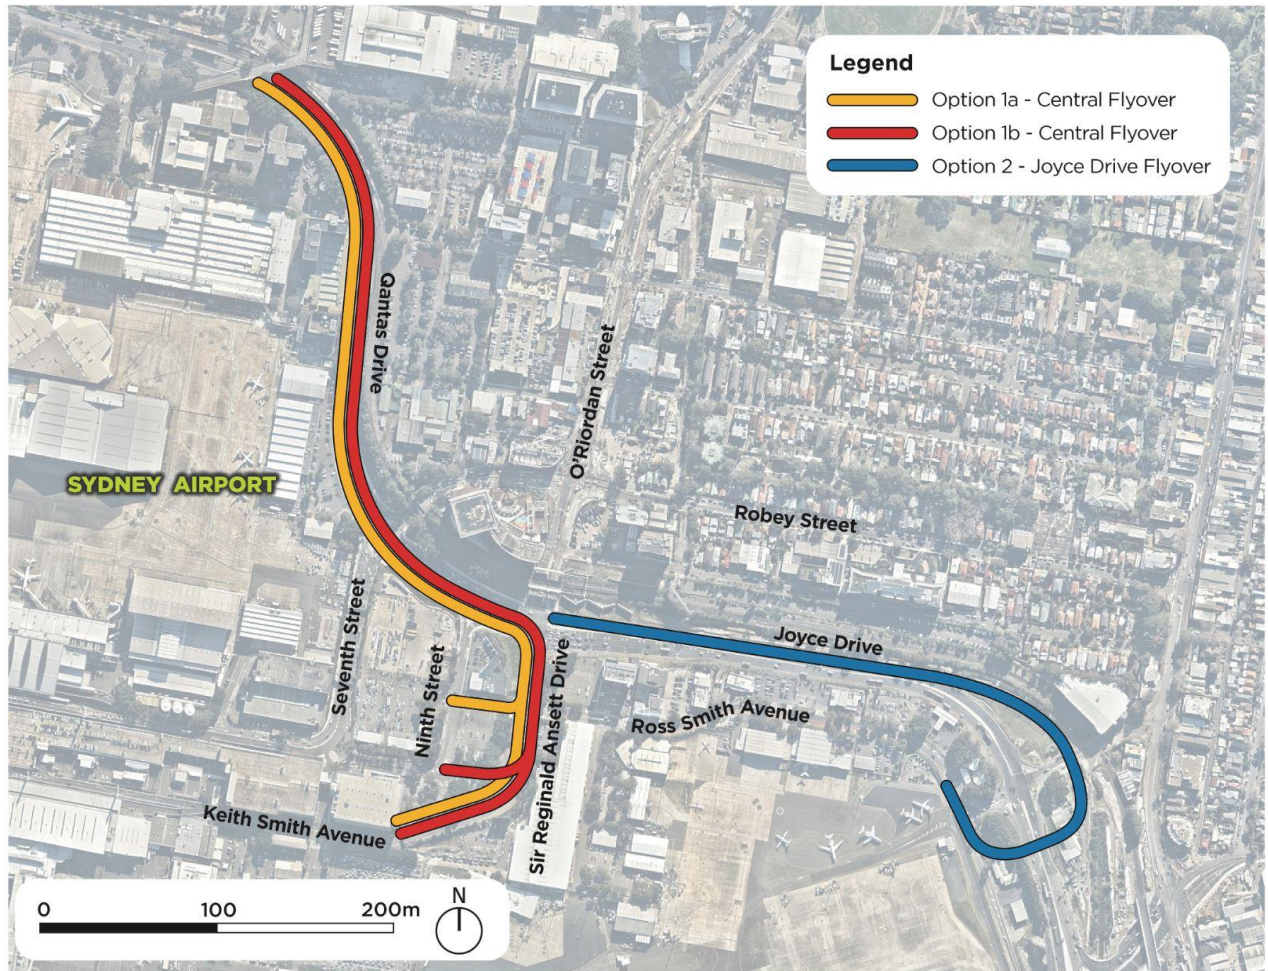 Legend
Option 1a - Central Flyover
Option 1b - Central Flyover
Option 2 - Joyce Drive Flyover
Qantas Drive
O'Riordan Street
SYDNEY AIRPORT
Robey Street
Seventh Street
Ninth Street
Joyce Drive
Ross Smith Avenue
Sir Reginald Ansett Drive
Keith Smith Avenue
0 100 200m
N